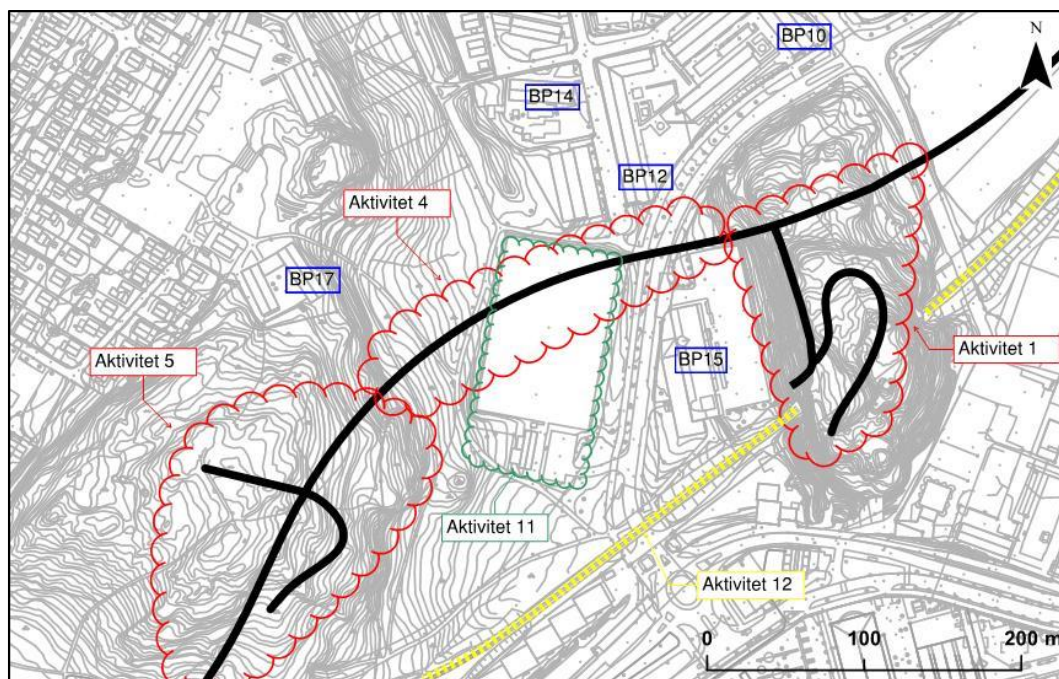 BP10
N
BP14
BP12
Aktivitet 4
BP17
Aktivitet 5
BP15
Aktivitet 1
Aktivitet 11
Aktivitet 12
0
100
200 m